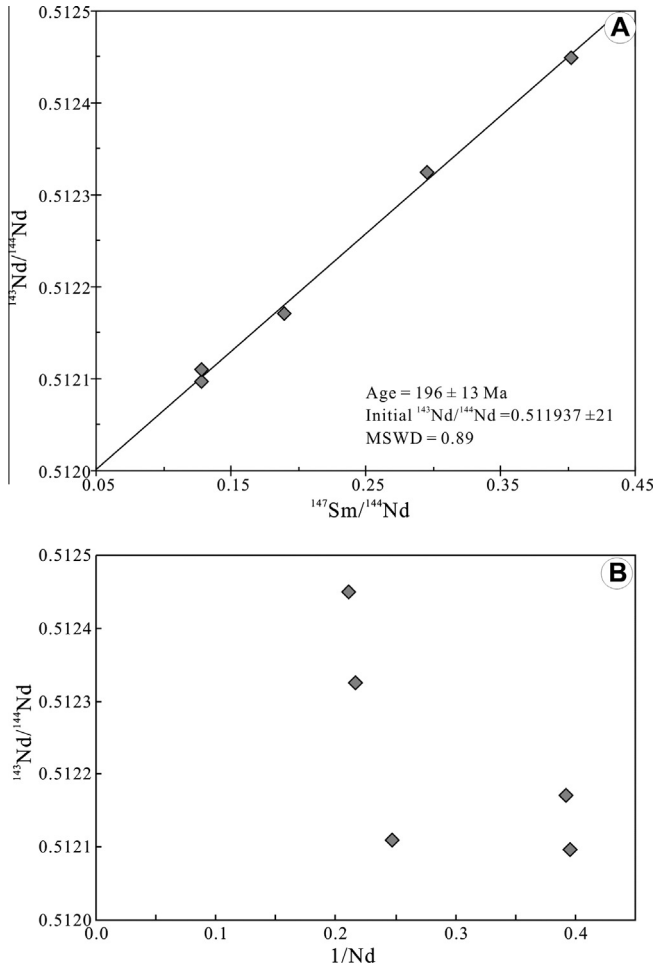 A
0.5125
0.5124
0.5123
0.5122
0.5121
0.5120
¹⁴³Nd/¹⁴⁴Nd
Age = 196 ± 13 Ma
Initial ¹⁴³Nd/¹⁴⁴Nd =0.511937 ±21
MSWD = 0.89
0.05 0.15 0.25 0.35 0.45
¹⁴⁷Sm/¹⁴⁴Nd
B
0.5125
0.5124
0.5123
0.5122
0.5121
0.5120
¹⁴³Nd/¹⁴⁴Nd
0.0 0.1 0.2 0.3 0.4
1/Nd